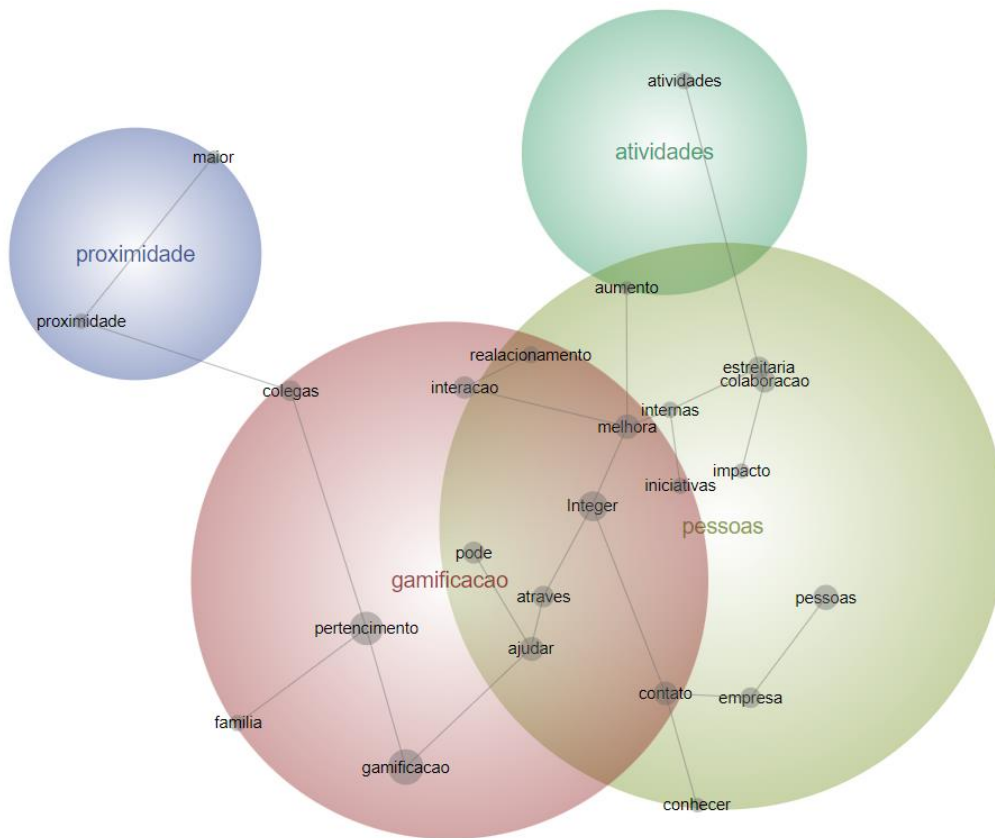 atividades
atividades
maior
proximidade
proximidade
aumento
realacionamento
estreitaria
colaboracao
interacao
colegas
internas
melhora
impacto
iniciativas
Integer
pessoas
pode
gamificacao
atraves
pessoas
pertencimento
ajudar
contato
empresa
familia
gamificacao
conhecer